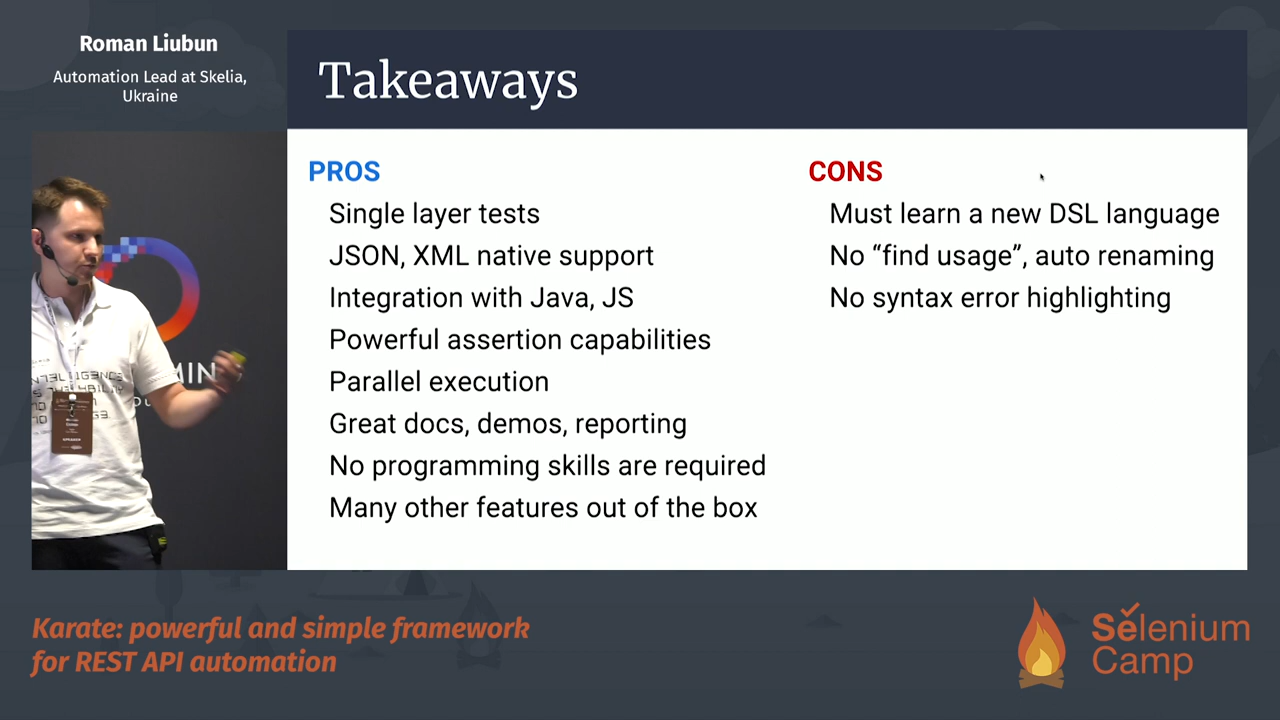 Roman Liubun
Automation Lead at Skelia,
Ukraine
Takeaways
PROS
Single layer tests
JSON, XML native support
Integration with Java, JS
Powerful assertion capabilities
Parallel execution
Great docs, demos, reporting
No programming skills are required
Many other features out of the box
CONS
Must learn a new DSL language
No “find usage”, auto renaming
No syntax error highlighting
SPEAKER
Karate: powerful and simple framework
for REST API automation
Selenium
Camp